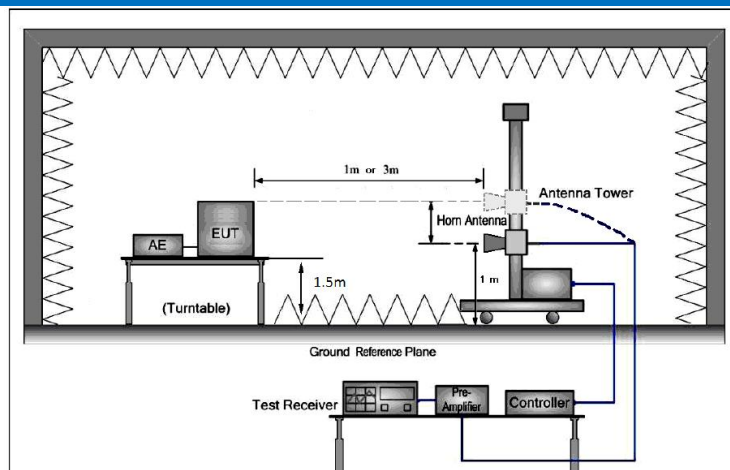 1m or 3m
Antenna Tower
Horn Antenna
EUT
AE
1.5m
1 m
(Turntable)
Ground Reference Plane
Test Receiver
Pre-
Amplifier
Controller